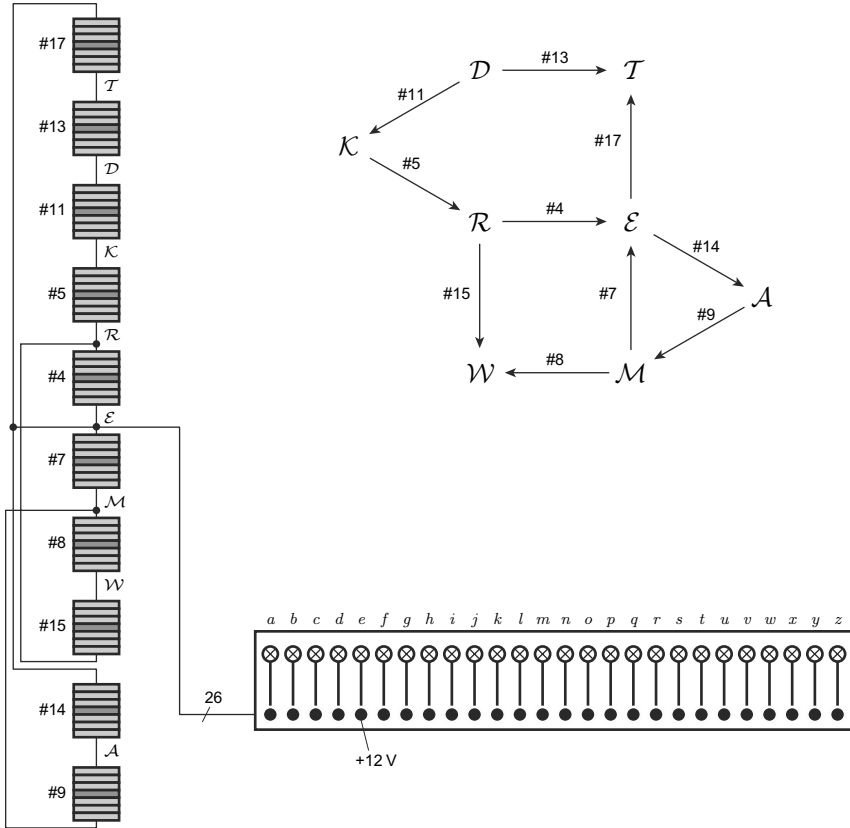 #17
𝒯
#13
𝒟
#11
𝒦
#5
ℛ
#4
ℰ
#7
ℳ
#8
𝒲
#15
#14
𝒜
#9
𝒟 #13 𝒯
#11
𝒦
#5
#17
ℛ #4 ℰ
#14
#15
#7
𝒜
#9
𝒲 #8 ℳ
a b c d e f g h i j k l m n o p q r s t u v w x y z
26
+12 V